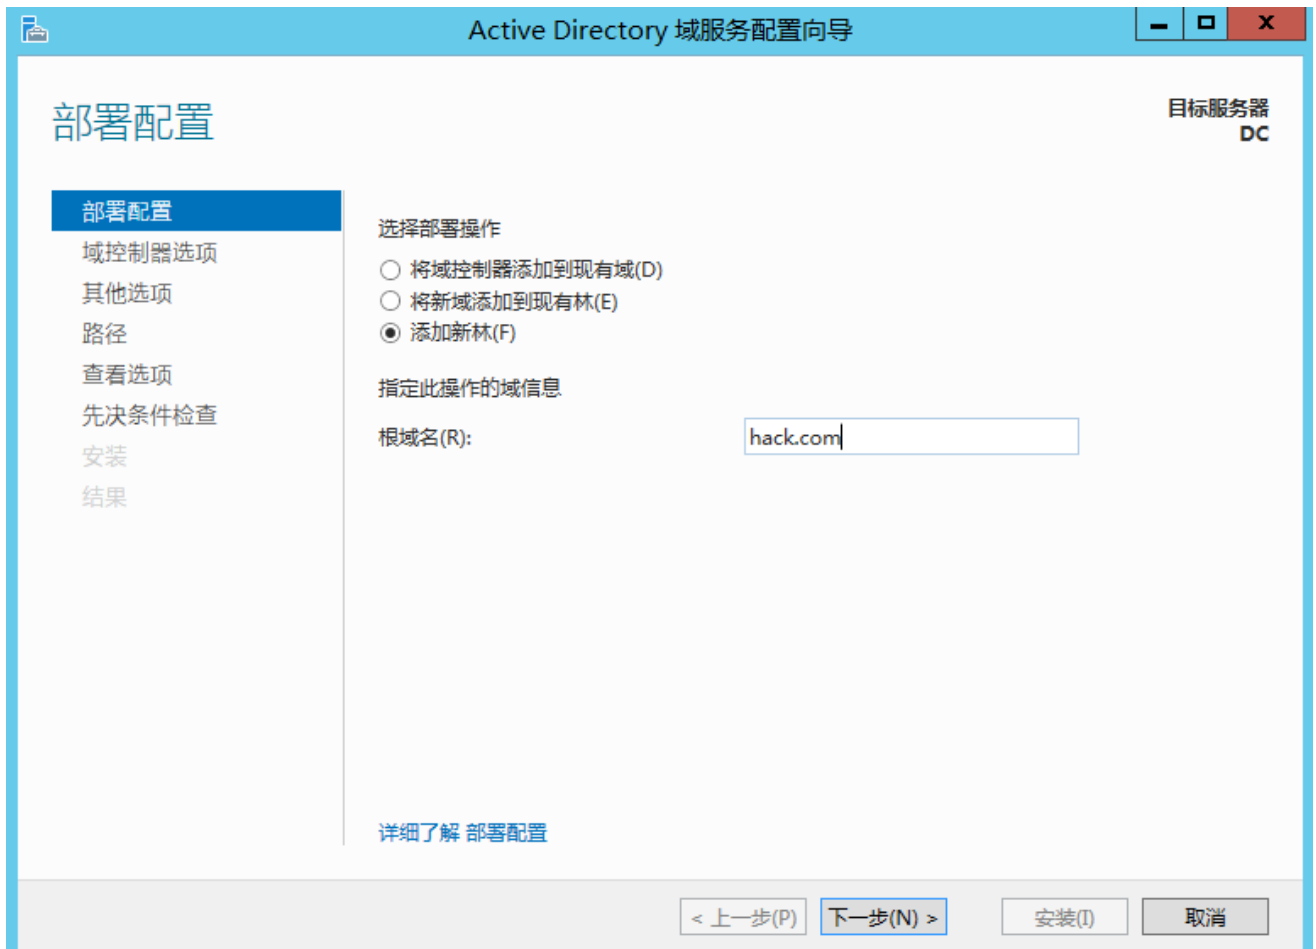 Active Directory 域服务配置向导
部署配置
目标服务器
DC
部署配置
域控制器选项
其他选项
路径
查看选项
先决条件检查
安装
结果
选择部署操作
将域控制器添加到现有域(D)
将新域添加到现有林(E)
添加新林(F)
指定此操作的域信息
根域名(R):
hack.com
详细了解 部署配置
< 上一步(P) 下一步(N) > 安装(I) 取消